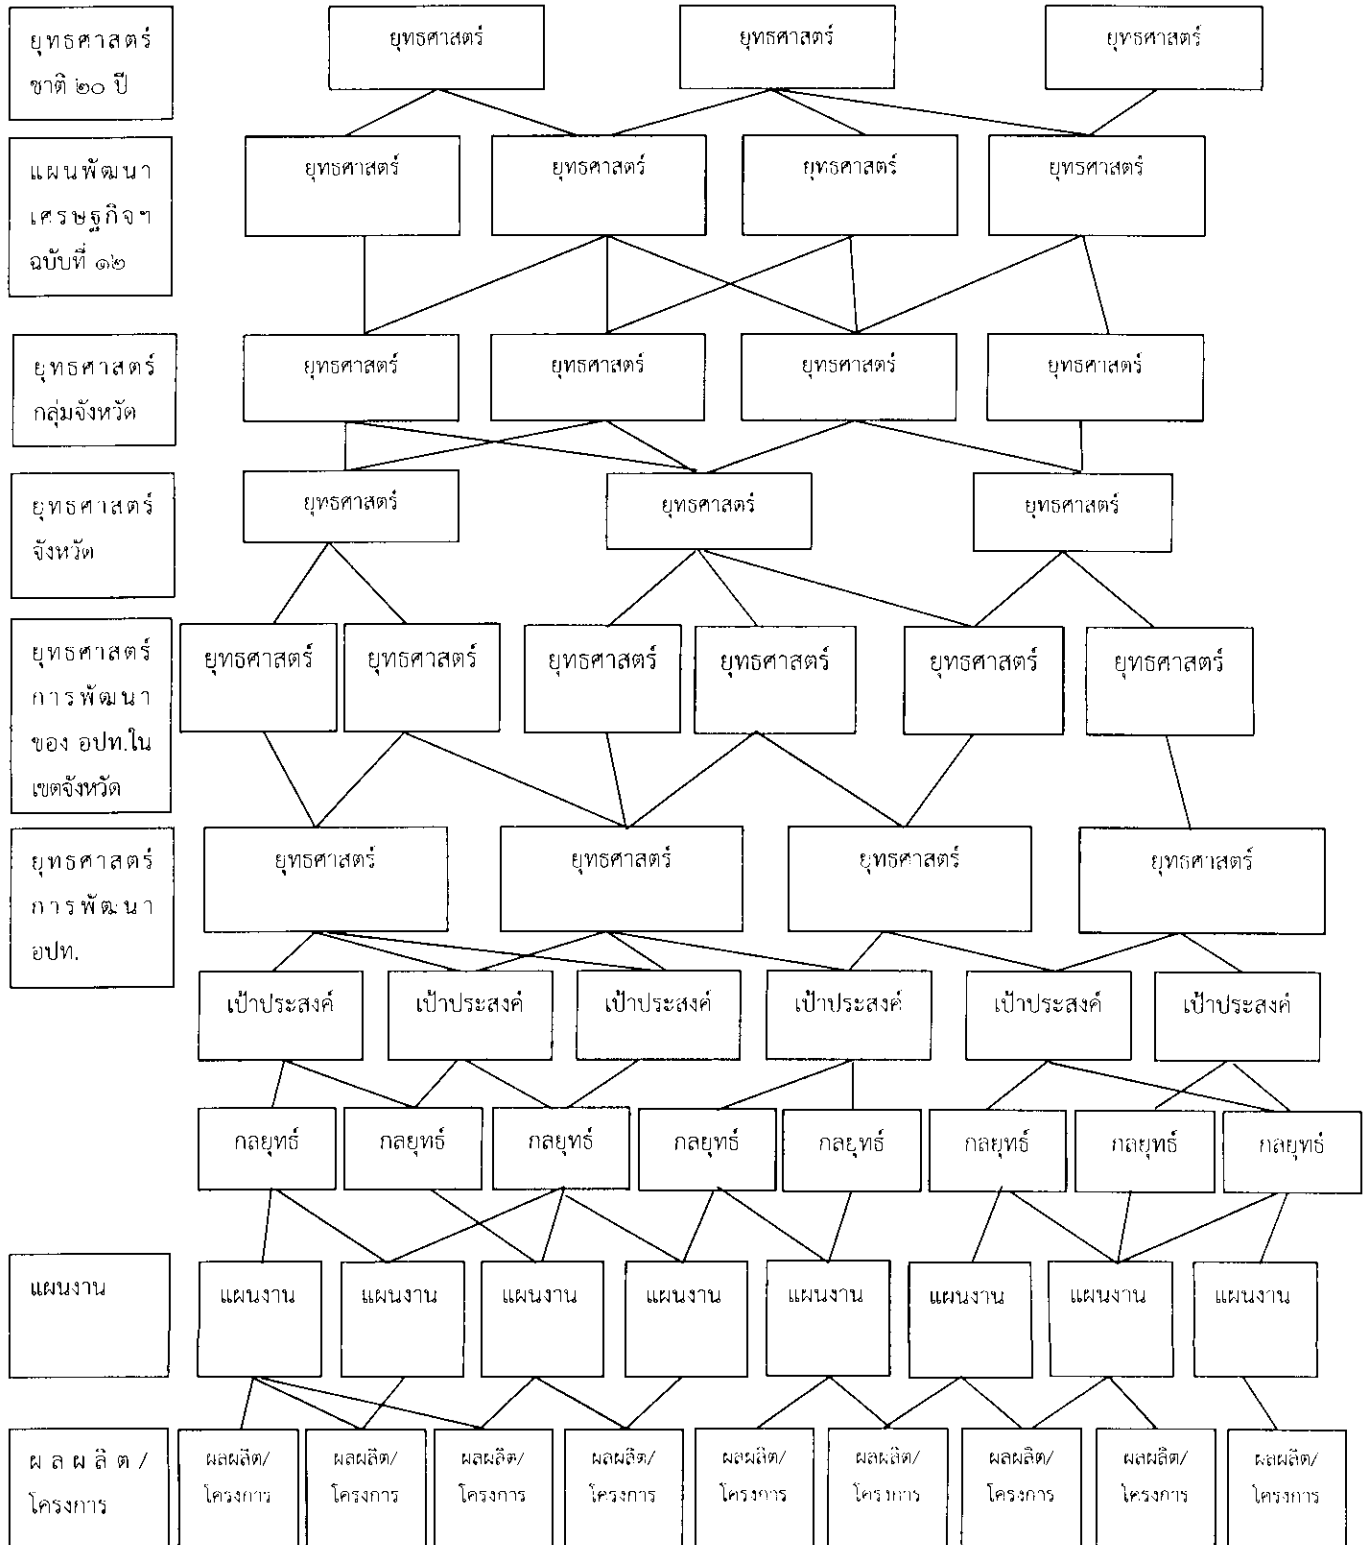 ยุทธศาสตร์
ชาติ ๒๐ ปี
ยุทธศาสตร์
ยุทธศาสตร์
ยุทธศาสตร์
แผนพัฒนา
เศรษฐกิจฯ
ฉบับที่ ๑๒
ยุทธศาสตร์
ยุทธศาสตร์
ยุทธศาสตร์
ยุทธศาสตร์
ยุทธศาสตร์
กลุ่มจังหวัด
ยุทธศาสตร์
ยุทธศาสตร์
ยุทธศาสตร์
ยุทธศาสตร์
ยุทธศาสตร์
จังหวัด
ยุทธศาสตร์
ยุทธศาสตร์
ยุทธศาสตร์
ยุทธศาสตร์
การพัฒนา
ของ อปท.ใน
เขตจังหวัด
ยุทธศาสตร์
ยุทธศาสตร์
ยุทธศาสตร์
ยุทธศาสตร์
ยุทธศาสตร์
ยุทธศาสตร์
ยุทธศาสตร์
การพัฒนา
อปท.
ยุทธศาสตร์
ยุทธศาสตร์
ยุทธศาสตร์
ยุทธศาสตร์
เป้าประสงค์
เป้าประสงค์
เป้าประสงค์
เป้าประสงค์
เป้าประสงค์
เป้าประสงค์
กลยุทธ์
กลยุทธ์
กลยุทธ์
กลยุทธ์
กลยุทธ์
กลยุทธ์
กลยุทธ์
กลยุทธ์
แผนงาน
แผนงาน
แผนงาน
แผนงาน
แผนงาน
แผนงาน
แผนงาน
แผนงาน
แผนงาน
ผลผลิต/
โครงการ
ผลผลิต/
โครงการ
ผลผลิต/
โครงการ
ผลผลิต/
โครงการ
ผลผลิต/
โครงการ
ผลผลิต/
โครงการ
ผลผลิต/
โครงการ
ผลผลิต/
โครงการ
ผลผลิต/
โครงการ
ผลผลิต/
โครงการ